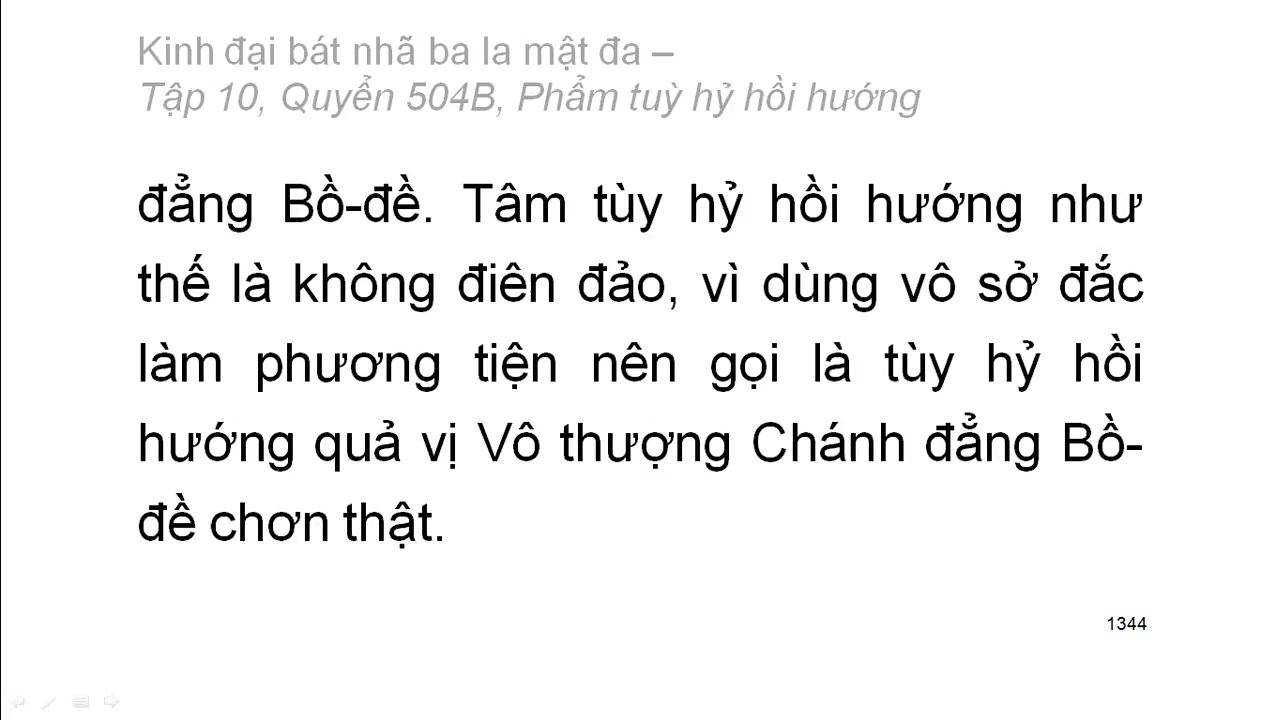 Kinh đại bát nhã ba la mật đa –
Tập 10, Quyển 504B, Phẩm tuỳ hỷ hồi hướng
đẳng Bồ-đề. Tâm tùy hỷ hồi hướng như
thế là không điên đảo, vì dùng vô sở đắc
làm phương tiện nên gọi là tùy hỷ hồi
hướng quả vị Vô thượng Chánh đẳng Bồ-
đề chơn thật.
1344